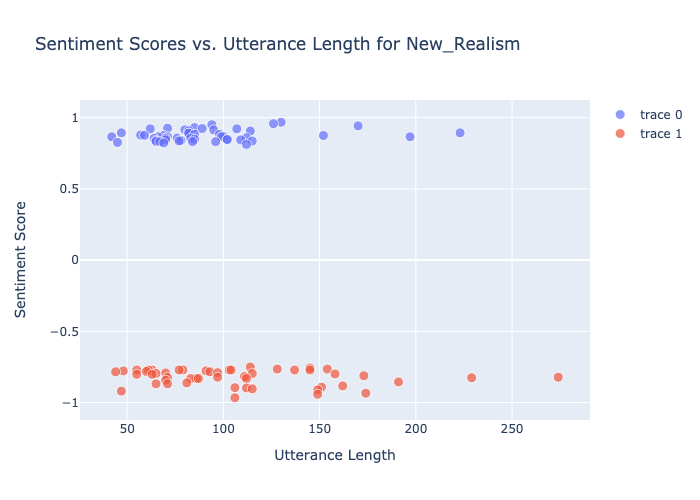 Sentiment Scores vs. Utterance Length for New_Realism
trace 0
trace 1
1
0.5
0
−0.5
−1
50
100
150
200
250
Sentiment Score
Utterance Length